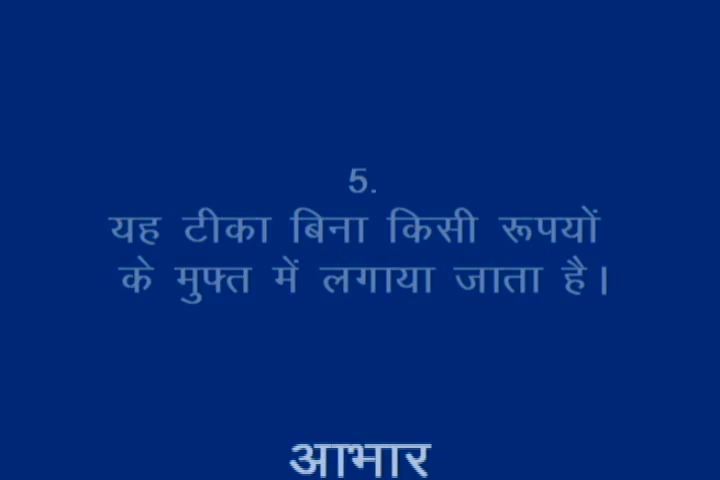 5.
यह टीका बिना किसी रूपयों
के मुफ्त में लगाया जाता है।
आभार